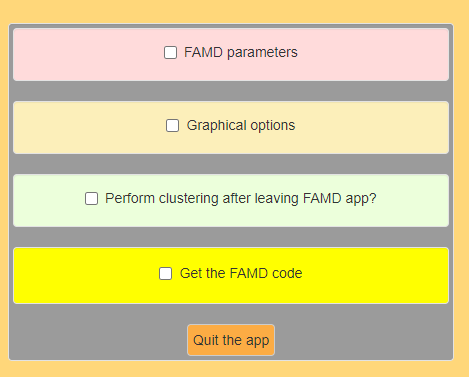 FAMD parameters
Graphical options
Perform clustering after leaving FAMD app?
Get the FAMD code
Quit the app